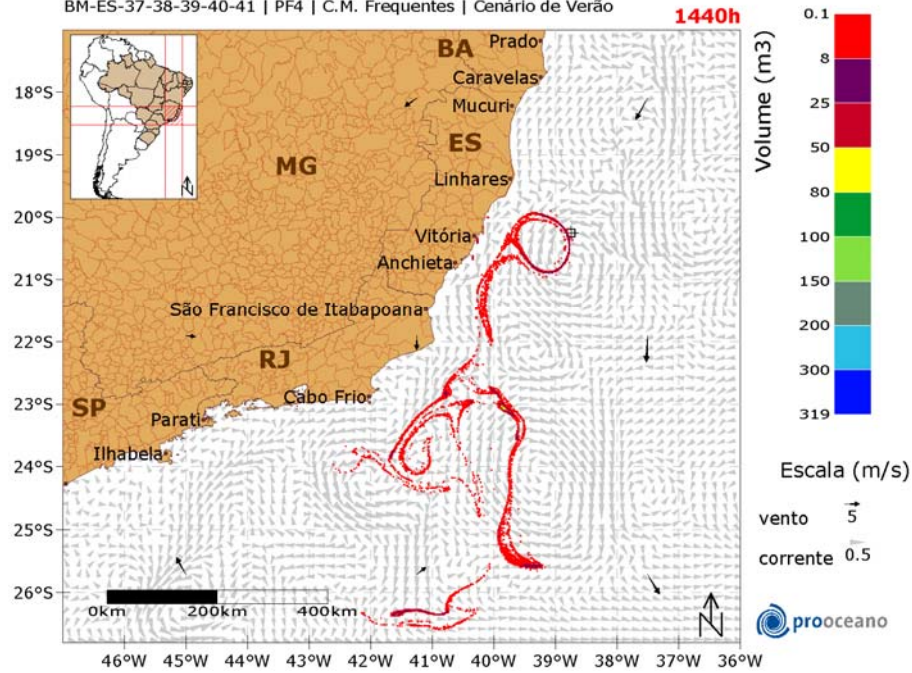 BM-ES-37-38-39-40-41 | PF4 | C.M. Frequentes | Cenário de Verão
1440h
BA
Prado
Caravelas
Mucuri
ES
MG
Linhares
Vitória
Anchieta
São Francisco de Itabapoana
RJ
SP
Cabo Frio
Parati
Ilhabela
18°S
19°S
20°S
21°S
22°S
23°S
24°S
25°S
26°S
0km
200km
400km
N
N
46°W 45°W 44°W 43°W 42°W 41°W 40°W 39°W 38°W 37°W 36°W
Volume (m3)
0.1
8
25
50
80
100
150
200
300
319
Escala (m/s)
vento 5
corrente 0.5
prooceano